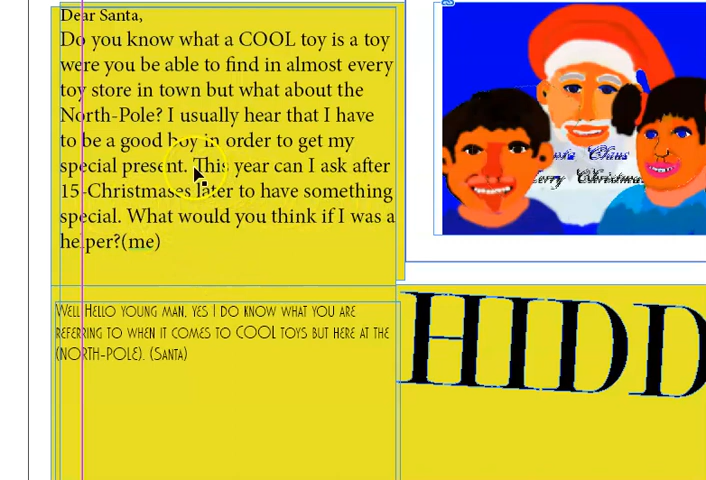 Dear Santa,
Do you know what a COOL toy is a toy
were you be able to find in almost every
toy store in town but what about the
North-Pole? I usually hear that I have
to be a good boy in order to get my
special present. This year can I ask after
15-Christmases later to have something
special. What would you think if I was a
helper?(me)
Well Hello young man, yes I do know what you are
referring to when it comes to COOL toys but here at the
(North-Pole). (Santa)
Claus
Christmas
HIDD